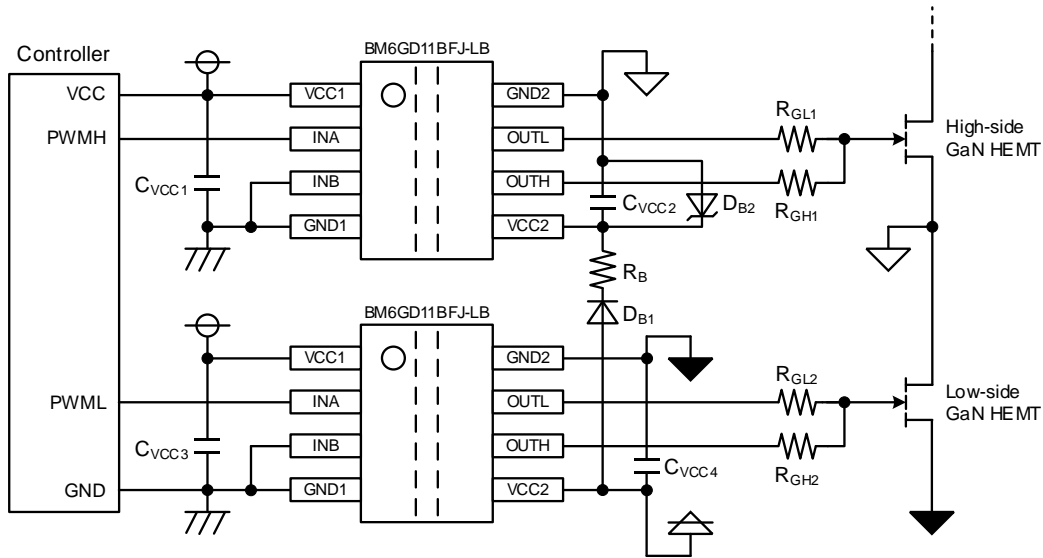 Controller
BM6GD11BFJ-LB
VCC
VCC1
GND2
PWMH
INA
OUTL
RGL1
High-side
GaN HEMT
CVCC1
INB
OUTH
CVCC2
DB2
RGH1
GND1
VCC2
RB
DB1
BM6GD11BFJ-LB
VCC1
GND2
RGL2
PWML
INA
OUTL
Low-side
GaN HEMT
CVCC3
INB
OUTH
CVCC4
RGH2
GND
GND1
VCC2